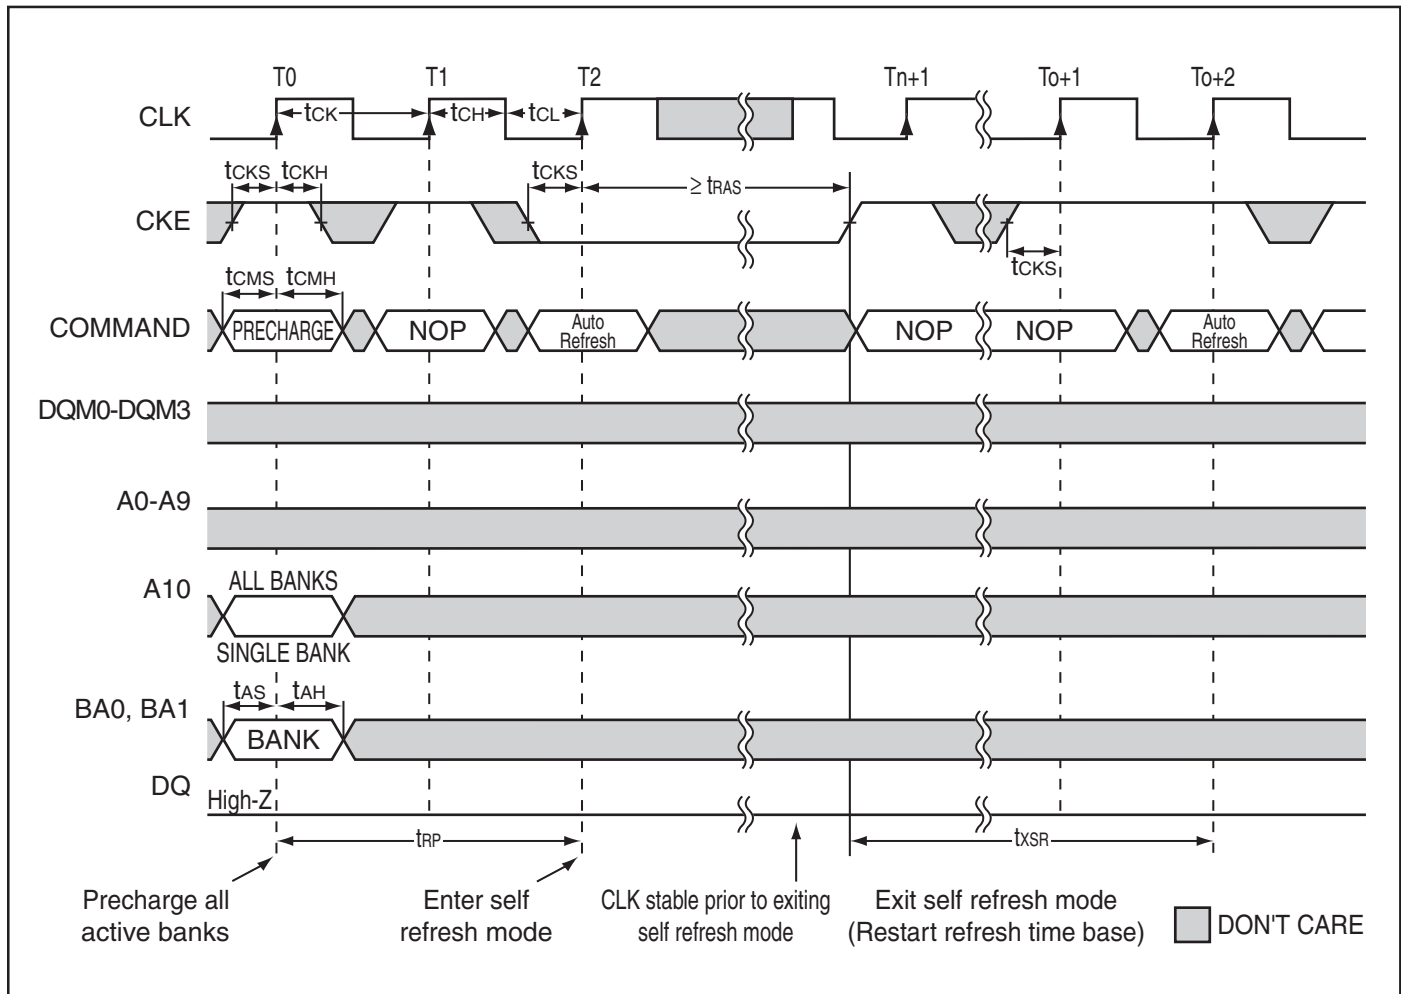 T0 T1 T2 Tn+1 To+1 To+2
CLK
tCK tCH tCL
tCKS tCKH tCKS ≥ tRAS
CKE
tCKS
tCMS tCMH
COMMAND PRECHARGE NOP Auto Refresh NOP NOP Auto Refresh
DQM0-DQM3
A0-A9
A10 ALL BANKS
SINGLE BANK
tAS tAH
BA0, BA1 BANK
DQ High-Z
tRP tXSR
Precharge all
active banks
Enter self
refresh mode
CLK stable prior to exiting
self refresh mode
Exit self refresh mode
(Restart refresh time base)
DON'T CARE